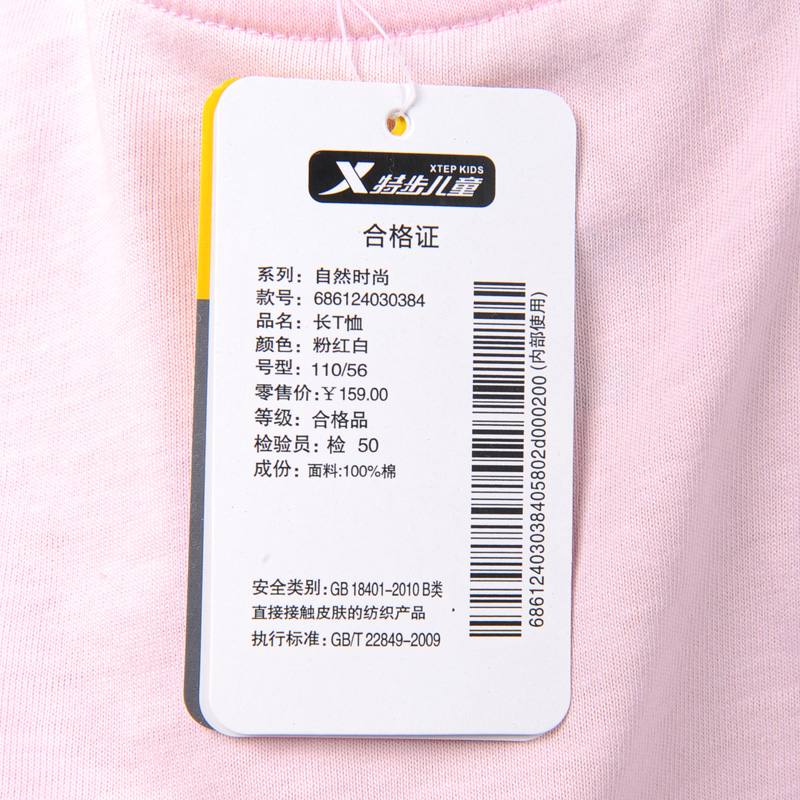 XTEP KIDS
X特步儿童
合格证
系列：自然时尚
款号：686124030384
品名：长T恤
颜色：粉红白
号型：110/56
零售价：¥159.00
等级：合格品
检验员：检 50
成份：面料:100%棉
安全类别：GB 18401-2010 B类
直接接触皮肤的纺织产品
执行标准：GB/T 22849-2009
68612403038405802d000200 (内部使用)